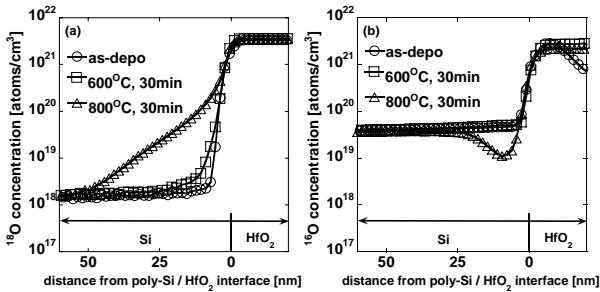 (a)
as-depo
600°C, 30min
800°C, 30min
¹⁸O concentration [atoms/cm³]
10²²
10²¹
10²⁰
10¹⁹
10¹⁸
10¹⁷
Si
HfO₂
50
25
0
distance from poly-Si / HfO₂ interface [nm]
(b)
as-depo
600°C, 30min
800°C, 30min
¹⁶O concentration [atoms/cm³]
10²²
10²¹
10²⁰
10¹⁹
10¹⁸
10¹⁷
Si
HfO₂
50
25
0
distance from poly-Si / HfO₂ interface [nm]